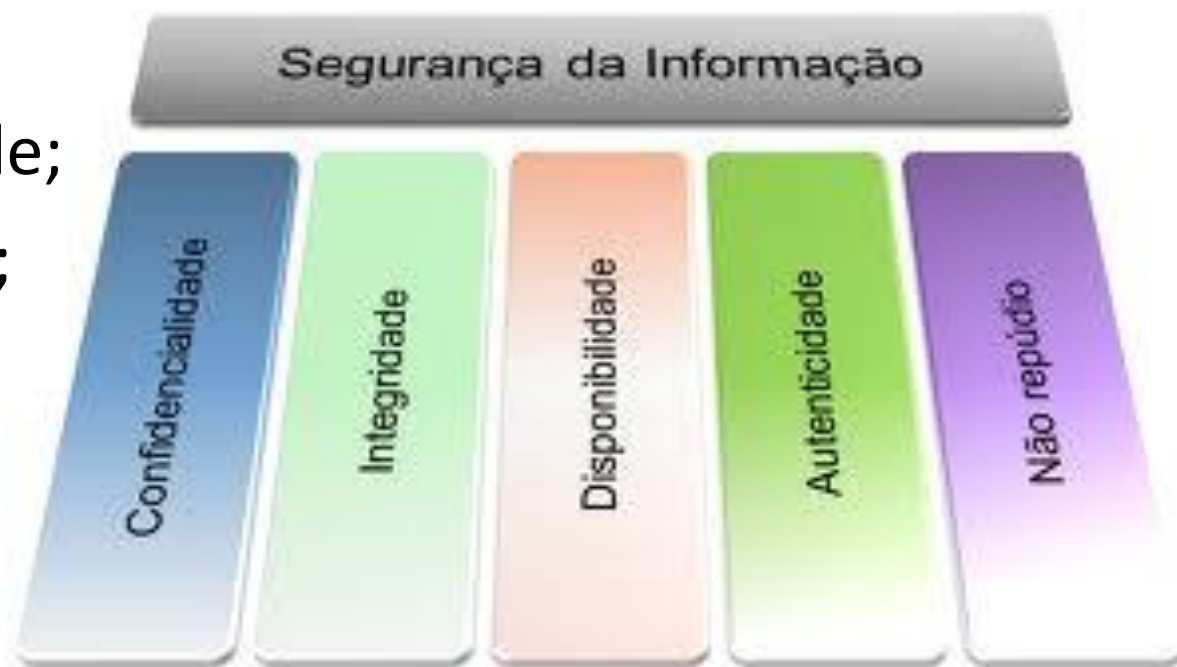 Segurança da Informação
le;
;
Confidencialidade
Integridade
Disponibilidade
Autenticidade
Não repúdio